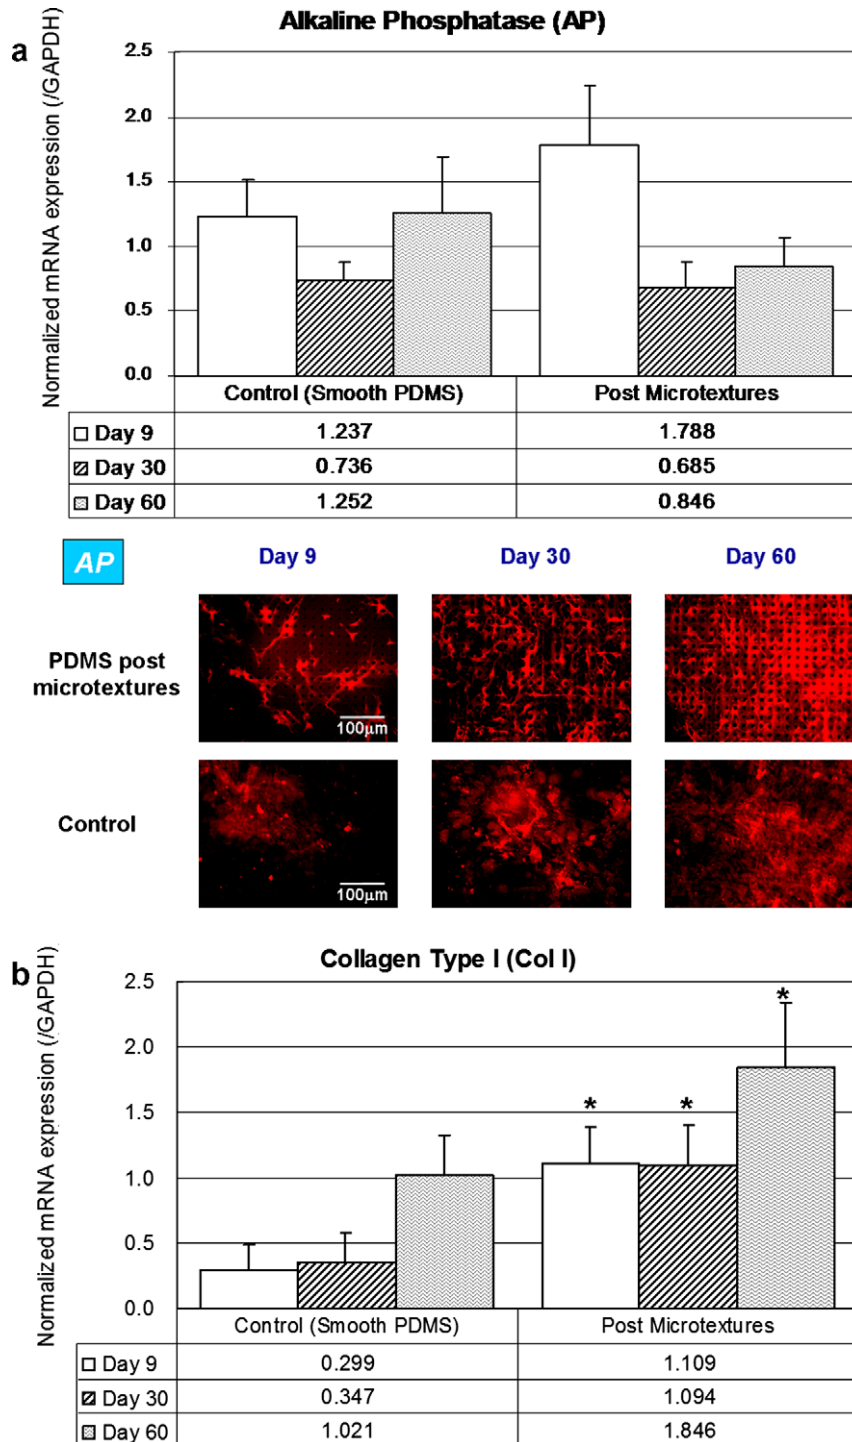 a
Alkaline Phosphatase (AP)
Normalized mRNA expression (/GAPDH)
2.5
2.0
1.5
1.0
0.5
0.0
Control (Smooth PDMS) Post Microtextures
Day 9 1.237 1.788
Day 30 0.736 0.685
Day 60 1.252 0.846
AP Day 9 Day 30 Day 60
PDMS post
microtextures
100µm
Control
100µm
b
Collagen Type I (Col I)
Normalized mRNA expression (/GAPDH)
2.5
2.0
1.5
1.0
0.5
0.0
* * *
Control (Smooth PDMS) Post Microtextures
Day 9 0.299 1.109
Day 30 0.347 1.094
Day 60 1.021 1.846